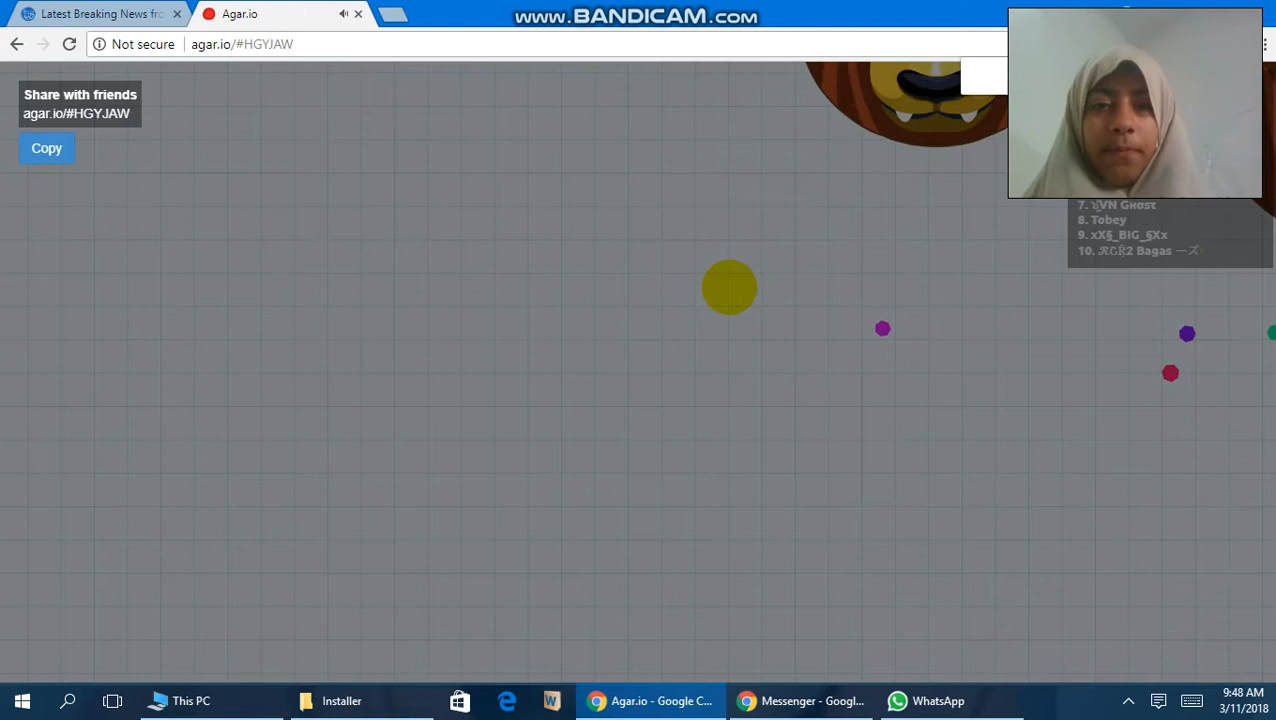 Latest Breaking News fro
Agar.io
www.BANDICAM.com
Not secure
agar.io/#HGYJAW
Share with friends
agar.io/#HGYJAW
Copy
8. Tobey
9. xX§_BIG_§Xx
This PC
Installer
Agar.io - Google C...
Messenger - Googl...
WhatsApp
9:48 AM
3/11/2018